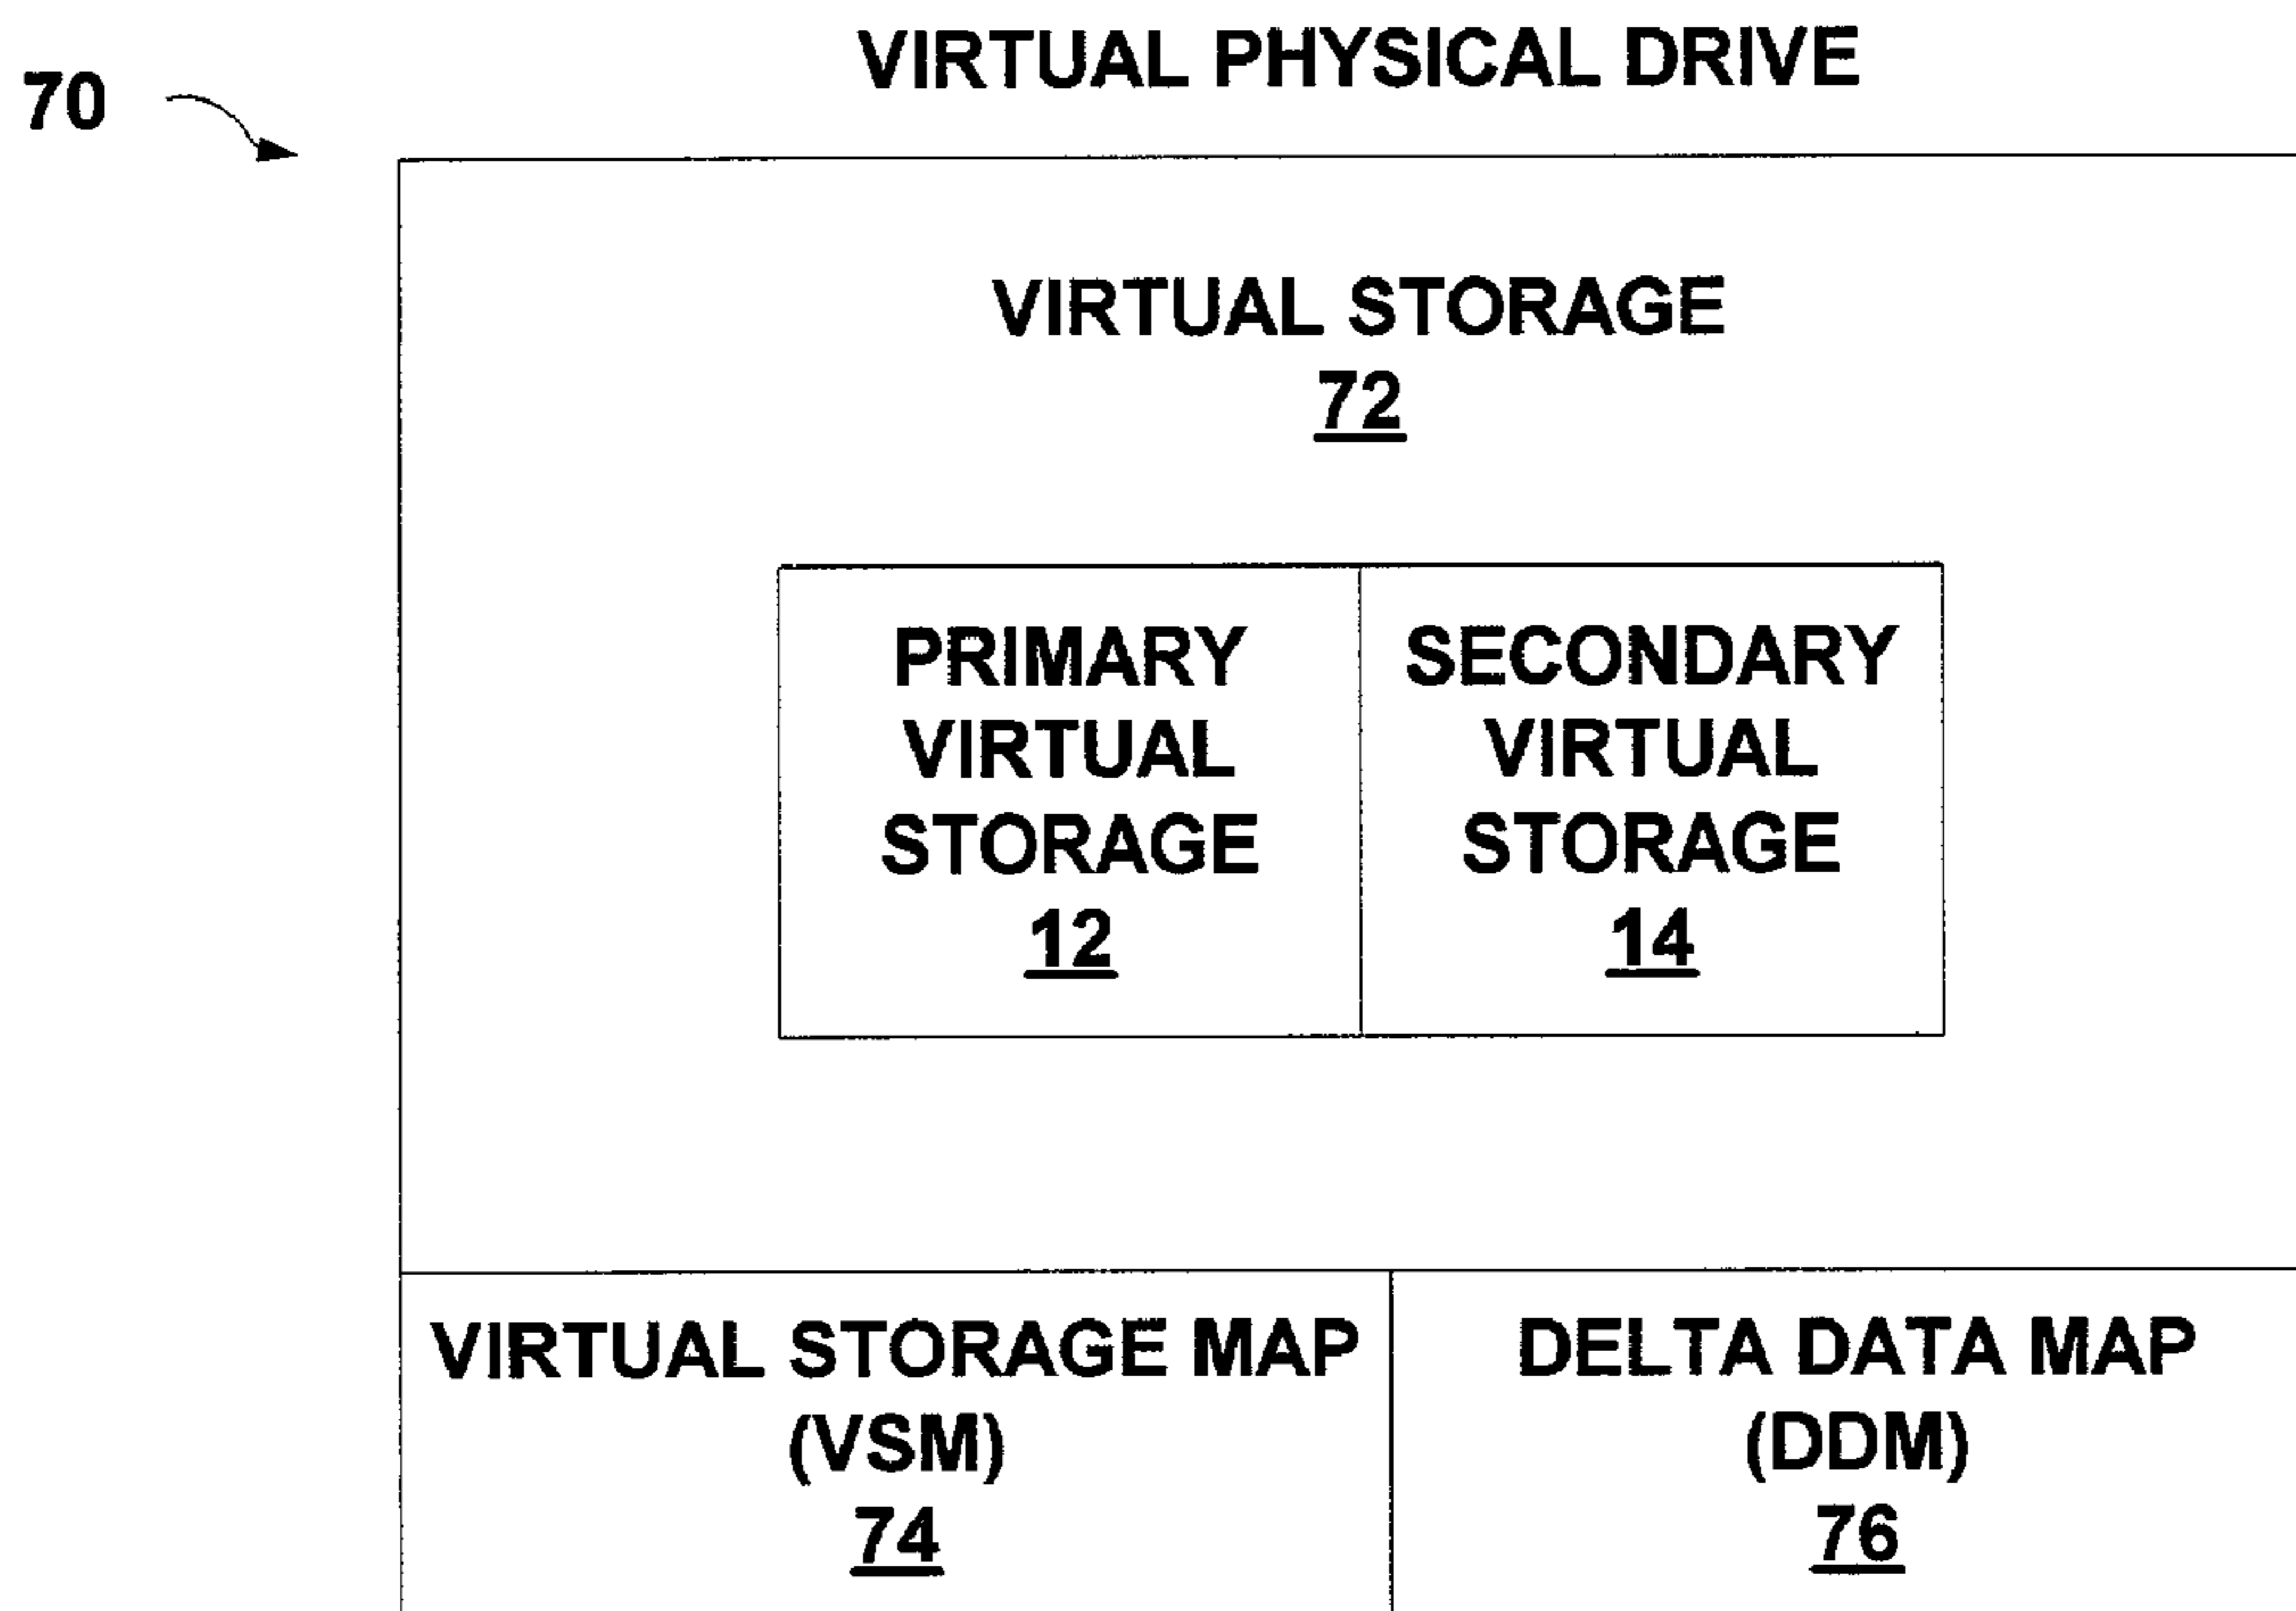 VIRTUAL PHYSICAL DRIVE
70
VIRTUAL STORAGE
72
PRIMARY
VIRTUAL
STORAGE
12
SECONDARY
VIRTUAL
STORAGE
14
VIRTUAL STORAGE MAP
(VSM)
74
DELTA DATA MAP
(DDM)
76